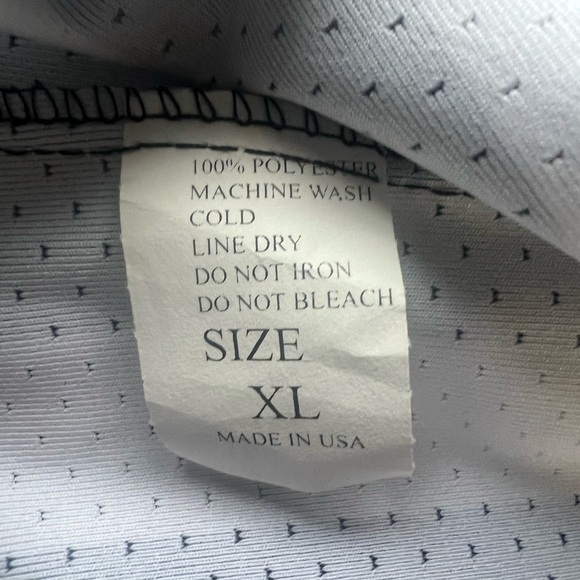 100% POLYESTER
MACHINE WASH
COLD
LINE DRY
DO NOT IRON
DO NOT BLEACH
SIZE
XL
MADE IN USA